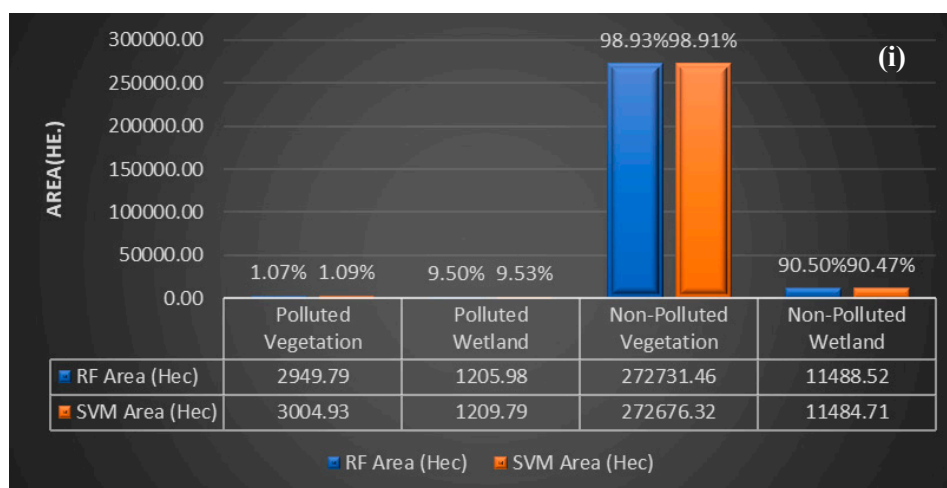 (i)
AREA(HE.)
300000.00
250000.00
200000.00
150000.00
100000.00
50000.00
0.00
1.07% 1.09%
9.50% 9.53%
98.93% 98.91%
90.50% 90.47%
Polluted Vegetation
Polluted Wetland
Non-Polluted Vegetation
Non-Polluted Wetland
RF Area (Hec) 2949.79 1205.98 272731.46 11488.52
SVM Area (Hec) 3004.93 1209.79 272676.32 11484.71
RF Area (Hec) SVM Area (Hec)